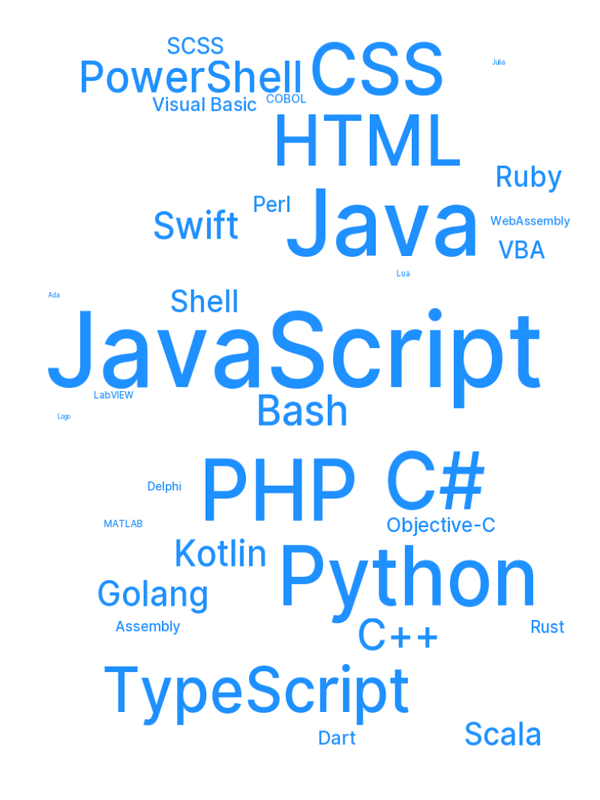 SCSS
PowerShell CSS
Julia
Visual Basic COBOL
HTML
Ruby
Perl
Swift Java WebAssembly
VBA
Lua
Ada
Shell
JavaScript
LabVIEW
Bash
Logo
PHP C#
Delphi
MATLAB Objective-C
Kotlin
Python
Golang
Assembly C++ Rust
TypeScript
Dart Scala